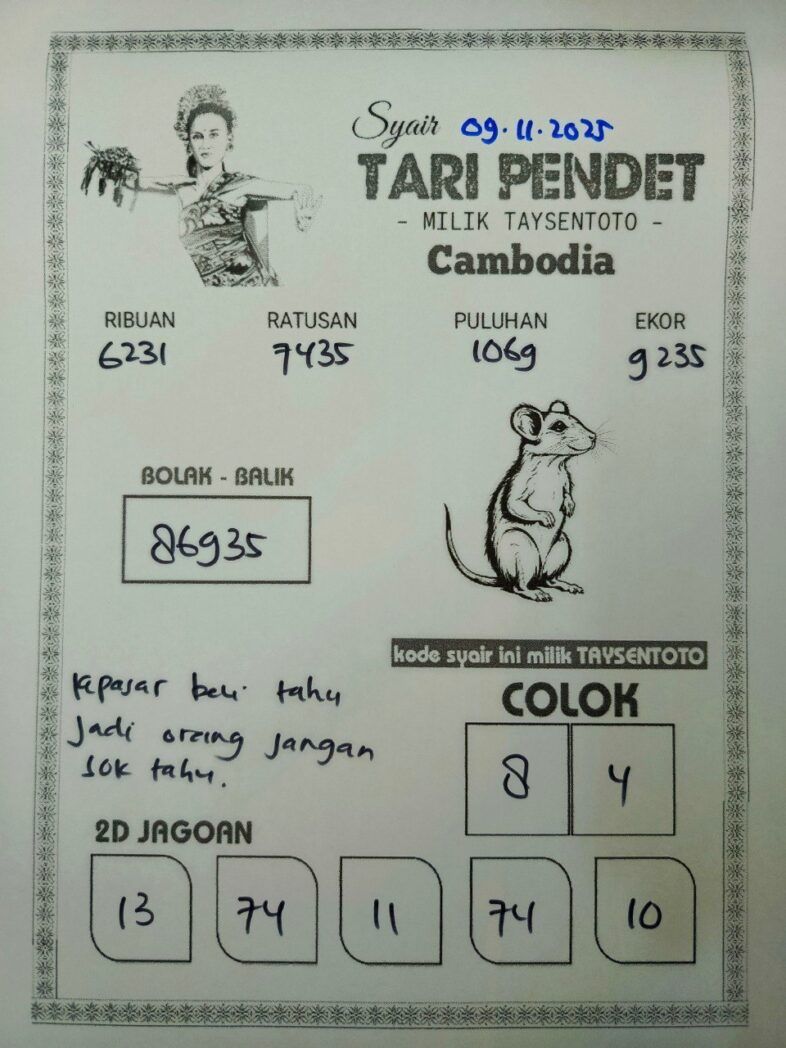 Syair 09.11.2025
TARI PENDET
- MILIK TAYSENTOTO -
Cambodia
RIBUAN RATUSAN PULUHAN EKOR
6231 7435 1069 9235
BOLAK - BALIK
86935
kode syair ini milik TAYSENTOTO
kepasar beli tahu
Jadi orang jangan
sok tahu.
COLOK
8 4
2D JAGOAN
13 74 11 74 10